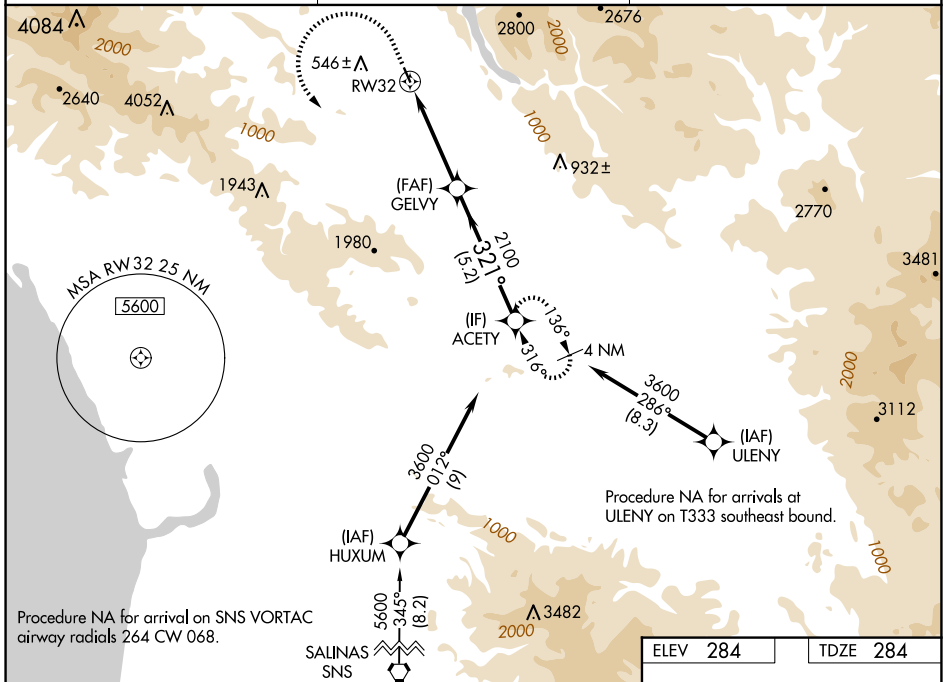 4084
2000
2640
4052
1000
546±
RW32
2800
2000
2676
1000
932±
1943
1980
(FAF)
GELVY
2770
3481
MSA RW32 25 NM
5600
2100
321°
(5.2)
(IF)
ACETY
136°
316°
4 NM
2000
3600
286°
(8.3)
3112
(IAF)
ULENY
3600
012°
(9)
Procedure NA for arrivals at
ULENY on T333 southeast bound.
(IAF)
HUXUM
1000
1000
5600
345°
(8.2)
3482
2000
Procedure NA for arrival on SNS VORTAC
airway radials 264 CW 068.
SALINAS
SNS
ELEV 284
TDZE 284